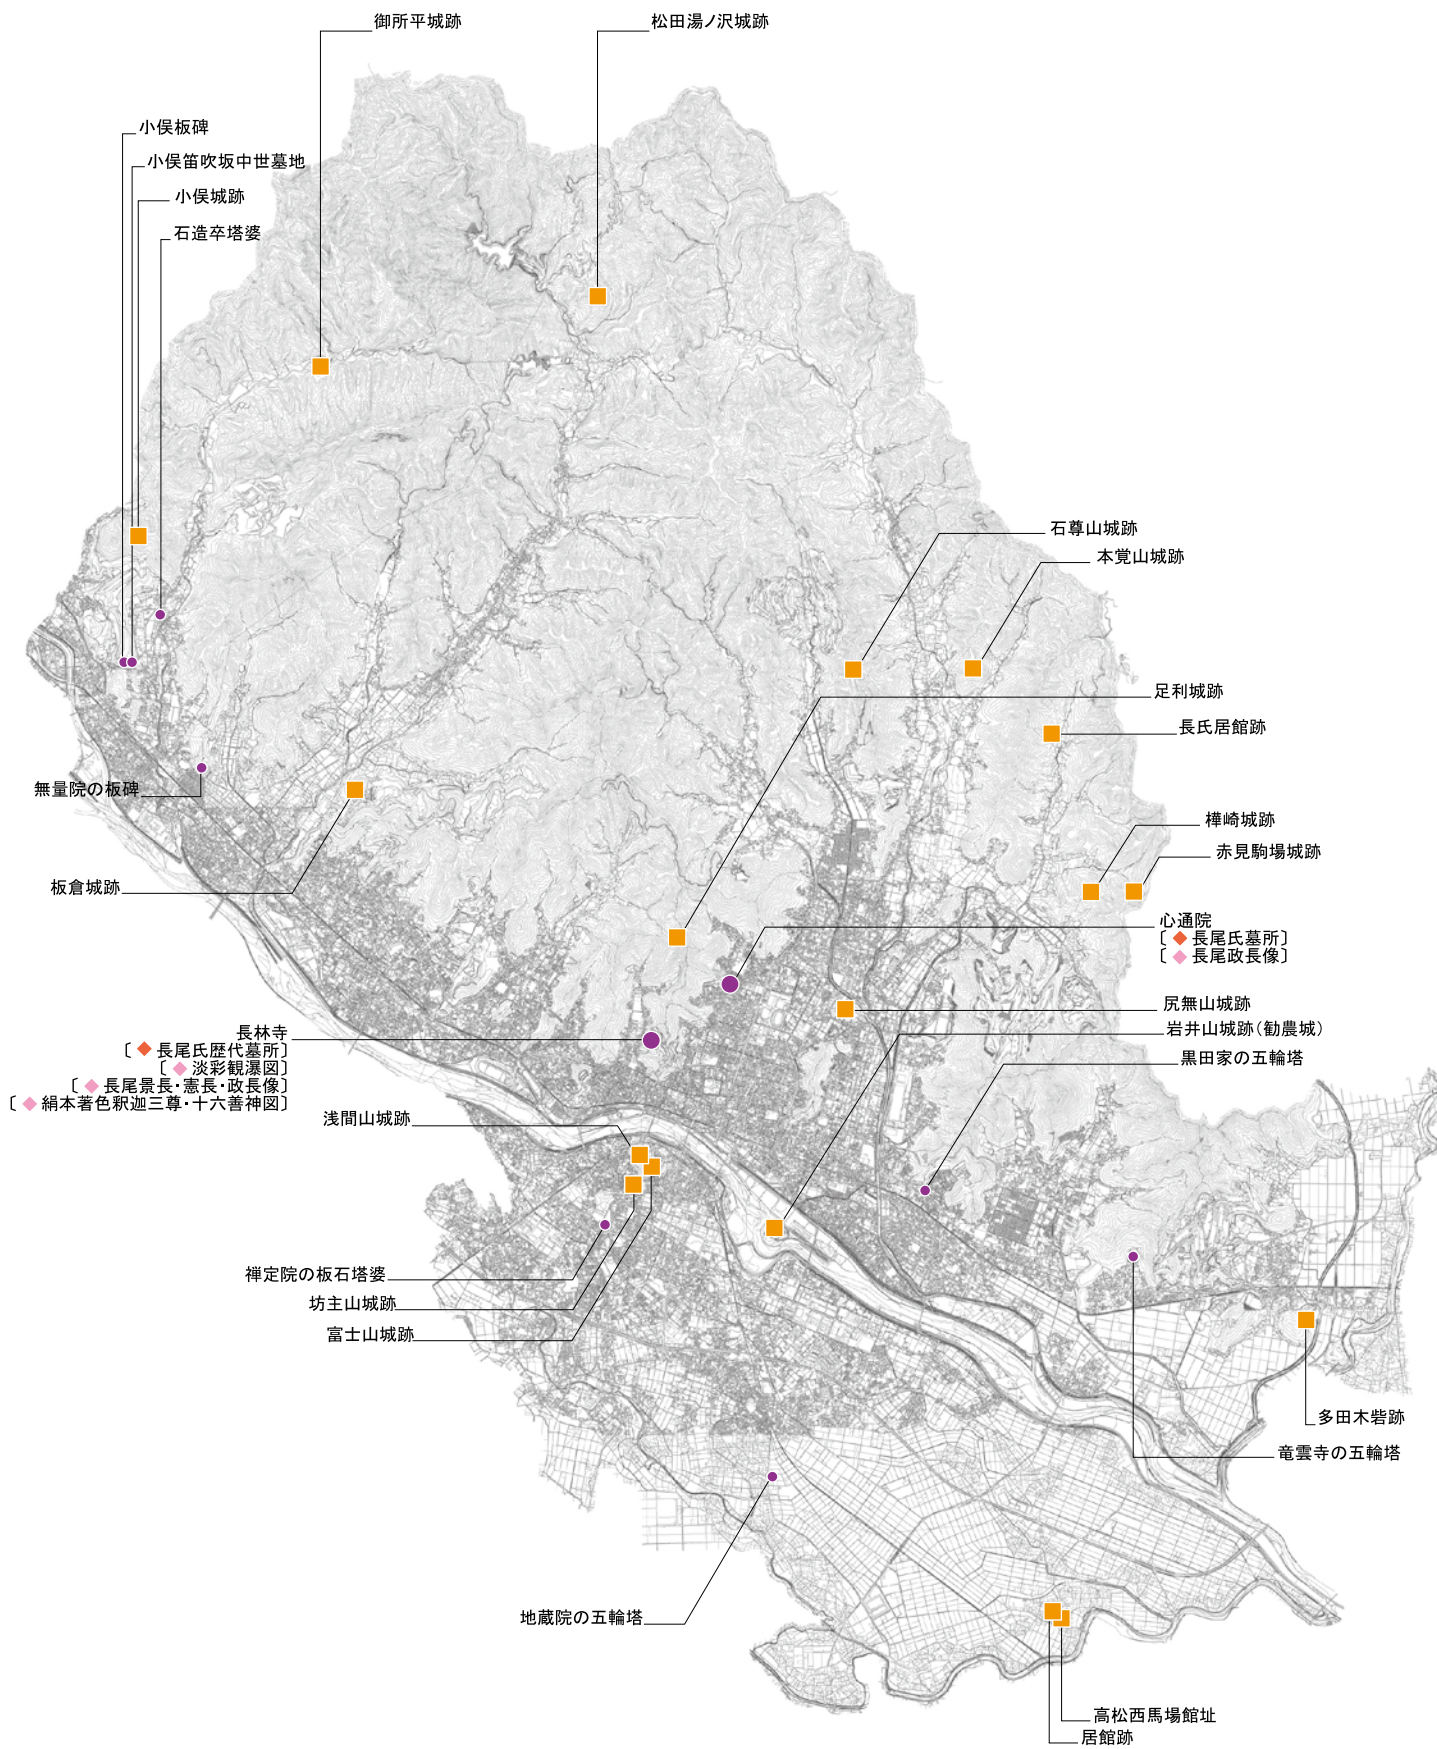 御所平城跡
松田湯ノ沢城跡
小俣板碑
小俣笛吹坂中世墓地
小俣城跡
石造卒塔婆
石尊山城跡
本覚山城跡
足利城跡
長氏居館跡
無量院の板碑
板倉城跡
樺崎城跡
赤見駒場城跡
心通院
〔◆長尾氏墓所〕
〔◆長尾政長像〕
尻無山城跡
岩井山城跡(勧農城)
黒田家の五輪塔
長林寺
〔◆長尾氏歴代墓所〕
〔◆淡彩観瀑図〕
〔◆長尾景長・憲長・政長像〕
〔◆絹本著色釈迦三尊・十六善神図〕
浅間山城跡
禅定院の板石塔婆
坊主山城跡
富士山城跡
多田木砦跡
竜雲寺の五輪塔
地蔵院の五輪塔
高松西馬場館址
居館跡